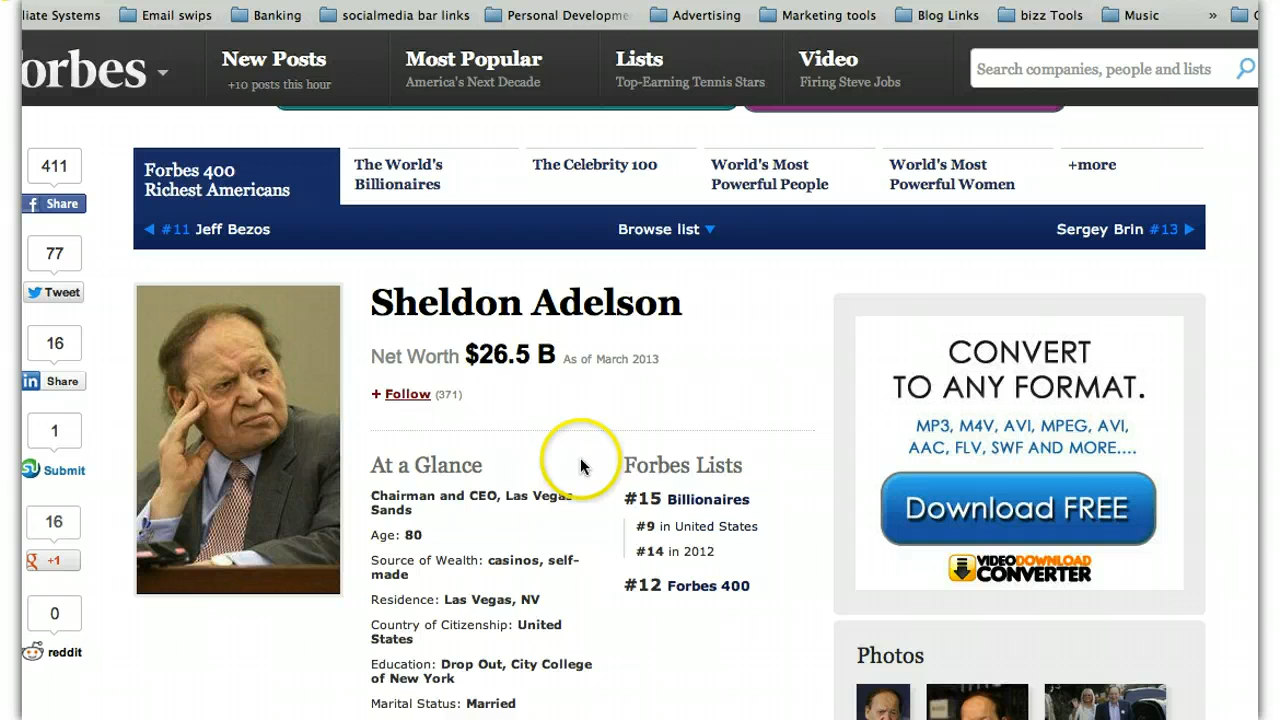 liate Systems Email swips Banking socialmedia bar links Personal Developme Advertising Marketing tools Blog Links bizz Tools Music »
orbes
New Posts Most Popular Lists Video
+10 posts this hour America's Next Decade Top-Earning Tennis Stars Firing Steve Jobs
Search companies, people and lists
Forbes 400
Richest Americans
The World's
Billionaires
The Celebrity 100
World's Most
Powerful People
World's Most
Powerful Women
+more
#11 Jeff Bezos Browse list Sergey Brin #13
411
f Share
77
Tweet
16
in Share
1
Submit
16
g +1
0
reddit
Sheldon Adelson
Net Worth $26.5 B As of March 2013
+ Follow (371)
At a Glance
Chairman and CEO, Las Vegas
Sands
Age: 80
Source of Wealth: casinos, self-
made
Residence: Las Vegas, NV
Country of Citizenship: United
States
Education: Drop Out, City College
of New York
Marital Status: Married
Forbes Lists
#15 Billionaires
#9 in United States
#14 in 2012
#12 Forbes 400
CONVERT
TO ANY FORMAT.
MP3, M4V, AVI, MPEG, AVI,
AAC, FLV, SWF AND MORE....
Download FREE
VIDEODOWNLOAD
CONVERTER
Photos